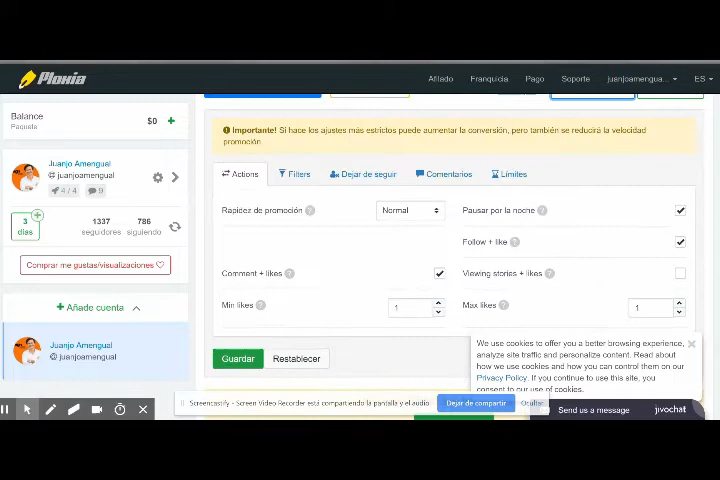 Ploxia
Afilado Franquicia Pago Soporte juanjoamengua... ES
Balance
Paquete
$0 +
Juanjo Amengual
@ juanjoamengual
4 / 4 9
3
días
1337
seguidores
786
siguiendo
Comprar me gustas/visualizaciones
+ Añade cuenta
Juanjo Amengual
@ juanjoamengual
Importante! Si hace los ajustes más estrictos puede aumentar la conversión, pero también se reducirá la velocidad
promoción
Actions Filters Dejar de seguir Comentarios Límites
Rapidez de promoción ? Normal Pausar por la noche ?
Follow + like ?
Comment + likes ? Viewing stories + likes ?
Min likes ? 1 Max likes ? 1
Guardar Restablecer
We use cookies to offer you a better browsing experience,
analyze site traffic and personalize content. Read about
how we use cookies and how you can control them on our
Privacy Policy. If you continue to use this site, you
consent to our use of cookies.
Screencastify - Screen Video Recorder está compartiendo la pantalla y el audio. Dejar de compartir Ocultar
Send us a message jivochat